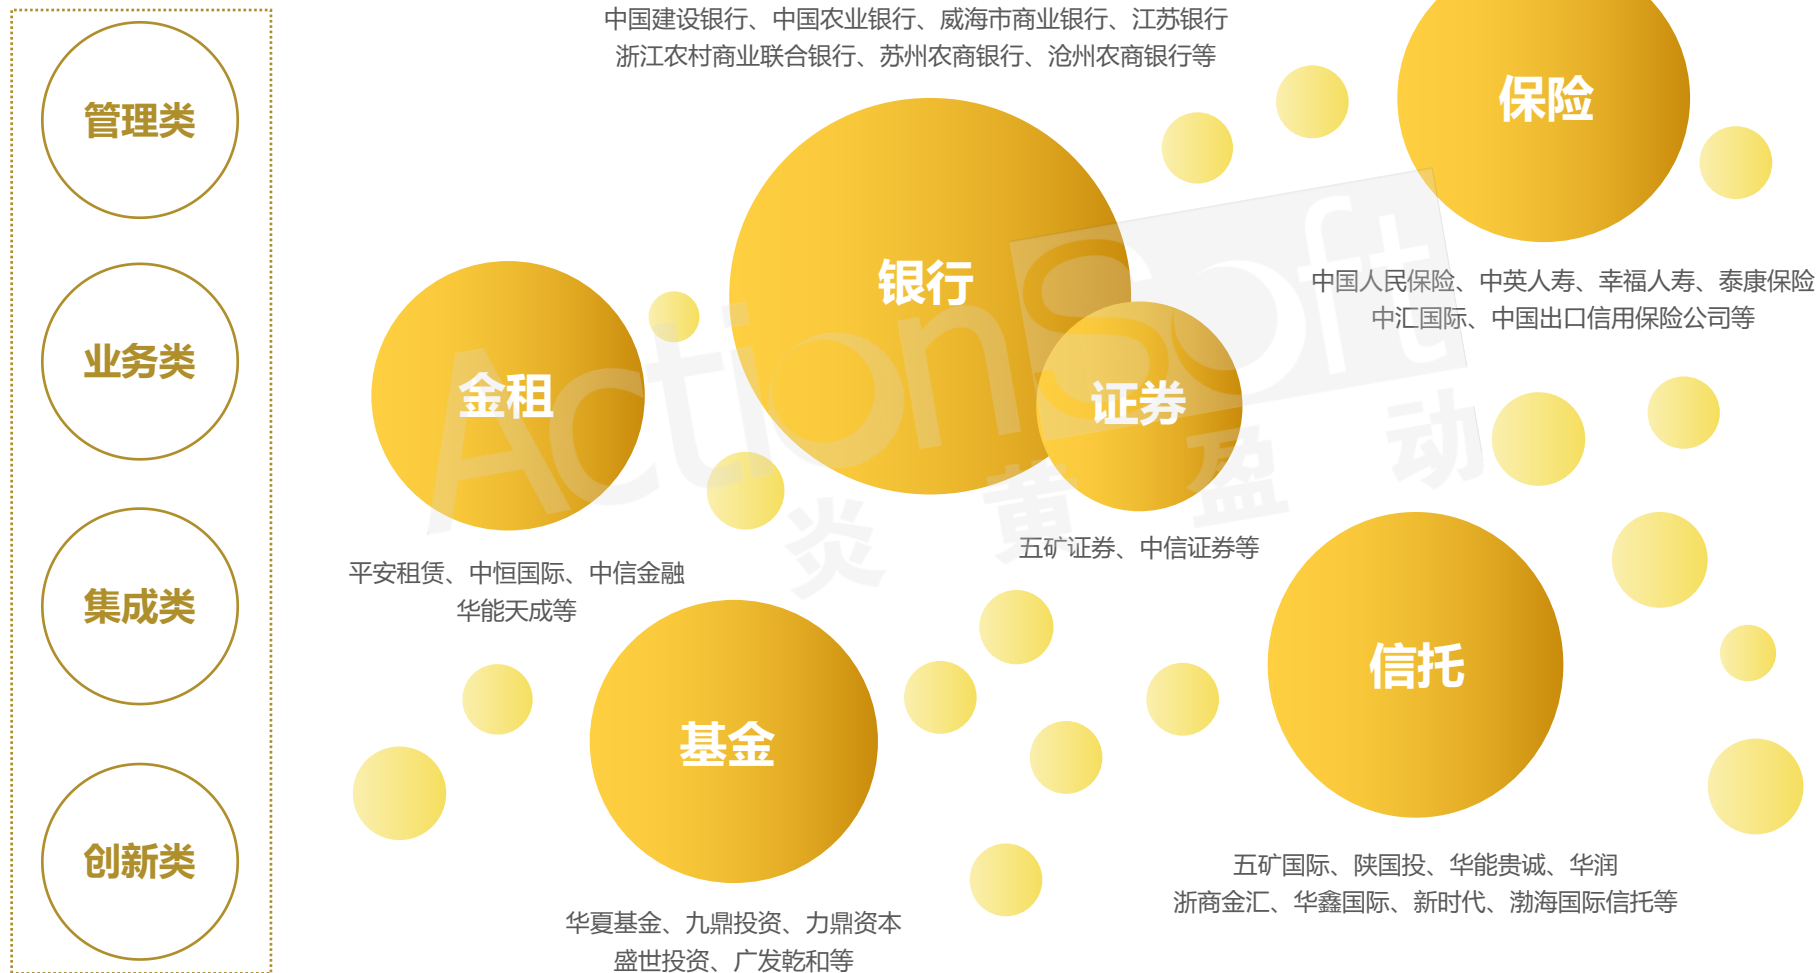 管理类
业务类
集成类
创新类
中国建设银行、中国农业银行、威海市商业银行、江苏银行
浙江农村商业联合银行、苏州农商银行、沧州农商银行等
银行
保险
中国人民保险、中英人寿、幸福人寿、泰康保险
中汇国际、中国出口信用保险公司等
金租
平安租赁、中恒国际、中信金融
华能天成等
证券
五矿证券、中信证券等
基金
华夏基金、九鼎投资、力鼎资本
盛世投资、广发乾和等
信托
五矿国际、陕国投、华能贵诚、华润
浙商金汇、华鑫国际、新时代、渤海国际信托等
ActionSoft
炎黄盈动